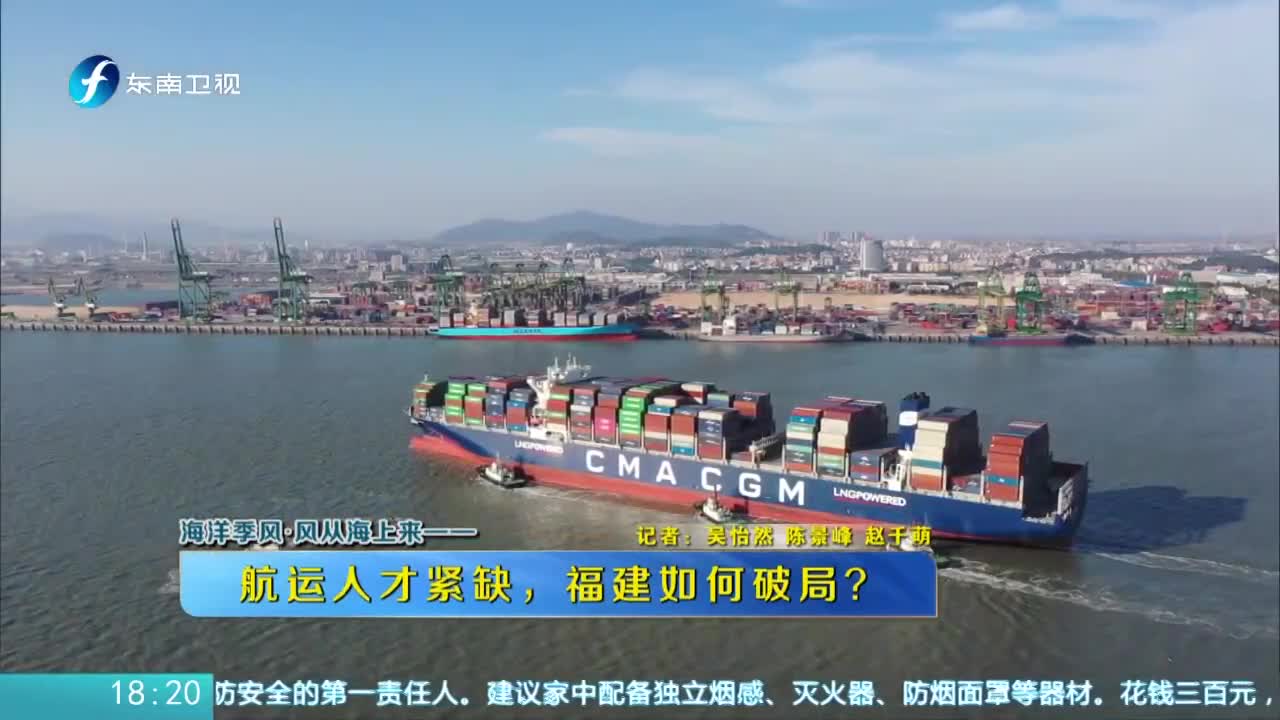 东南卫视
LNGPOWERED
CMA CGM
LNGPOWERED
海洋季风·风从海上来——
记者：吴怡然 陈景峰 赵千萌
航运人才紧缺，福建如何破局？
18:20
防安全的第一责任人。建议家中配备独立烟感、灭火器、防烟面罩等器材。花钱三百元，